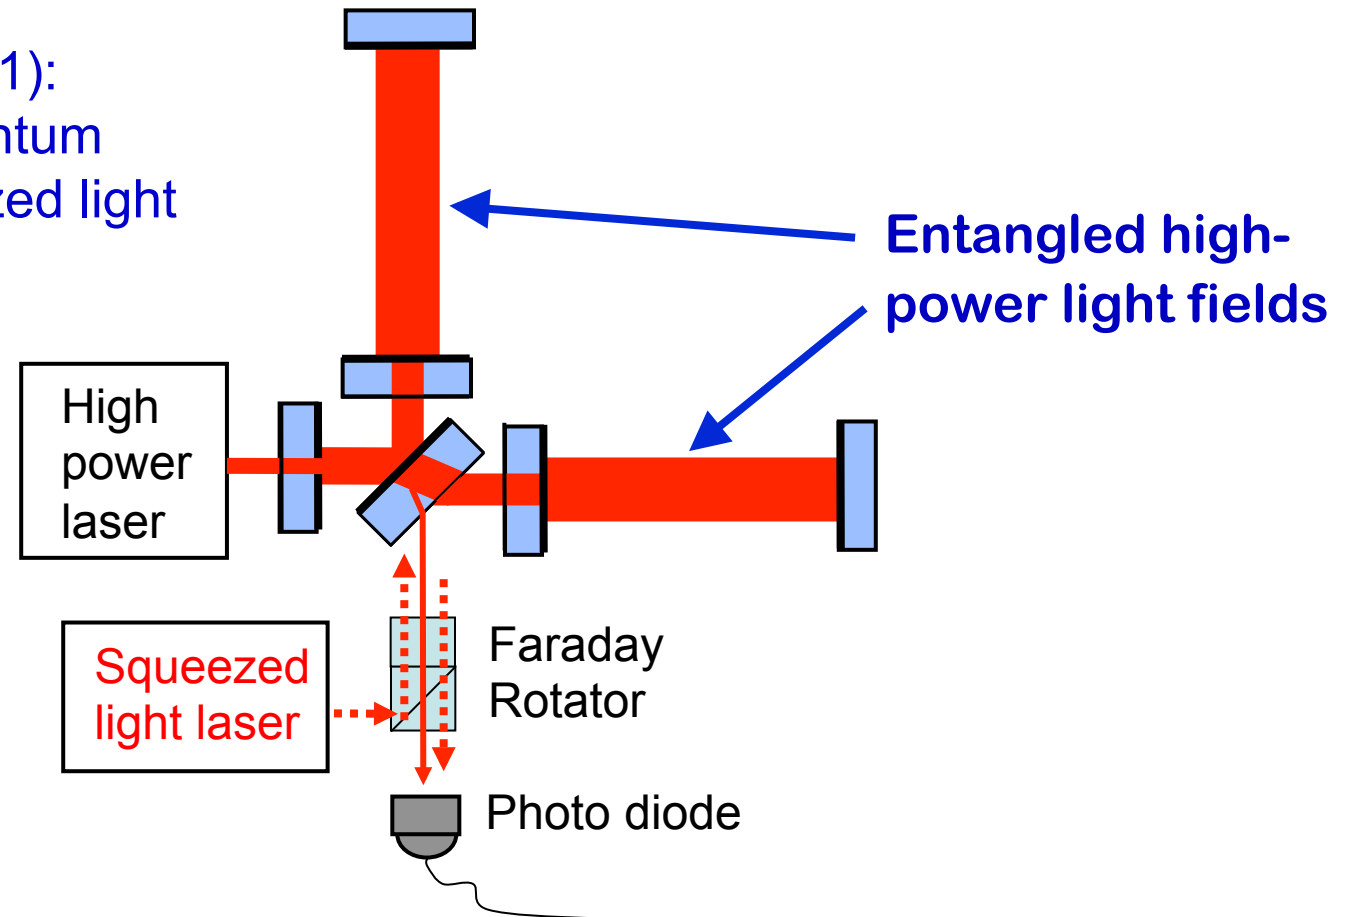 1):
ntum
zed light
Entangled high-
power light fields
High
power
laser
Squeezed
light laser
Faraday
Rotator
Photo diode